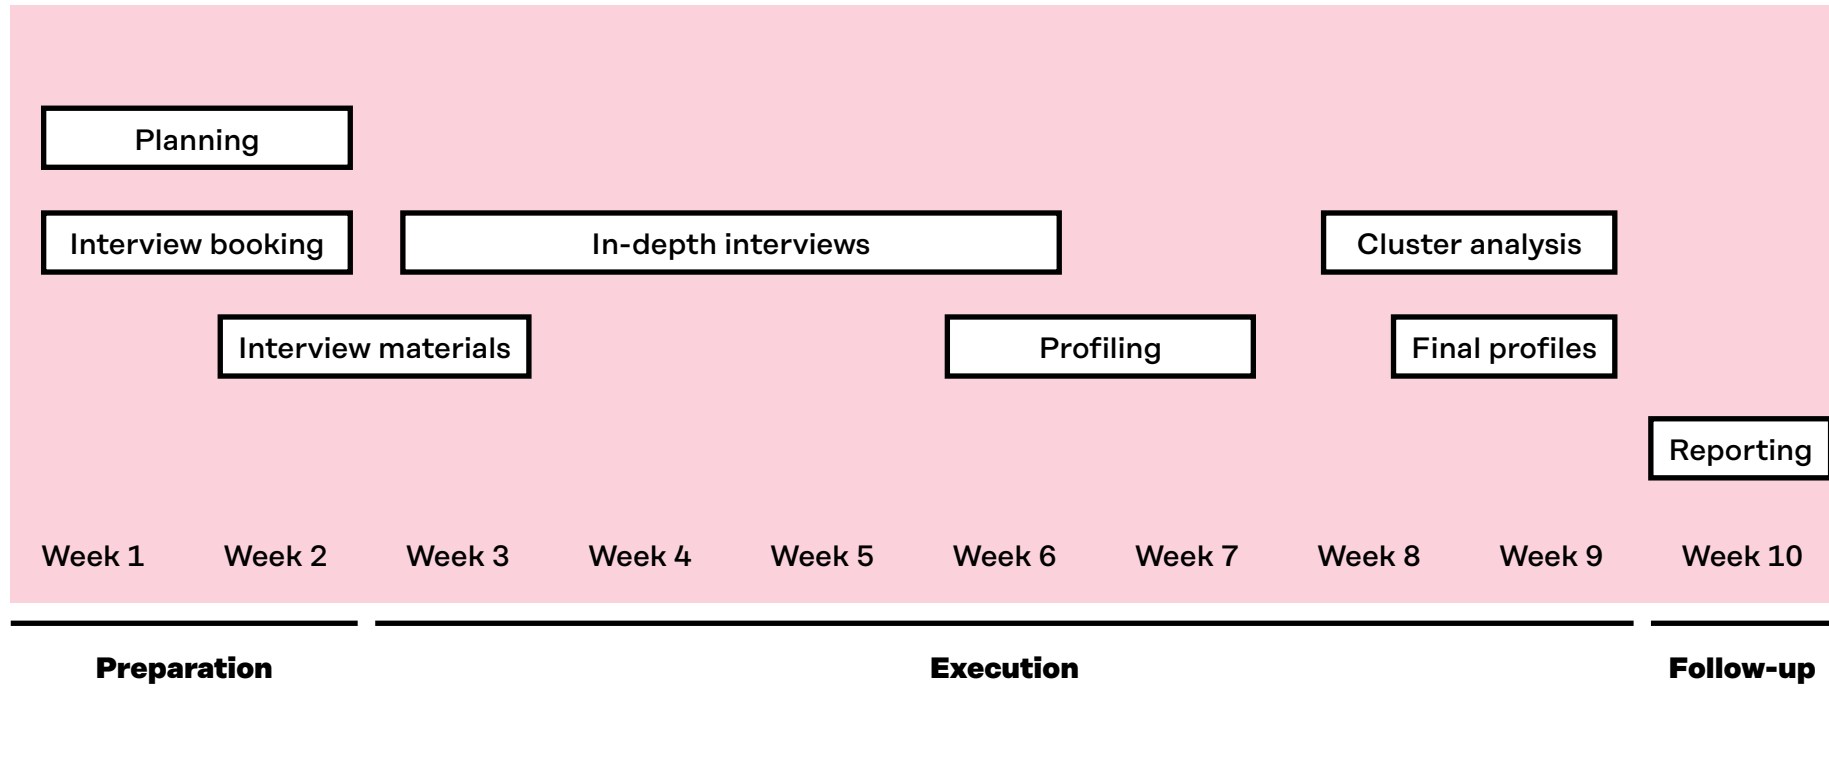 Planning
Interview booking
In-depth interviews
Cluster analysis
Interview materials
Profiling
Final profiles
Reporting
Week 1
Week 2
Week 3
Week 4
Week 5
Week 6
Week 7
Week 8
Week 9
Week 10
Preparation
Execution
Follow-up